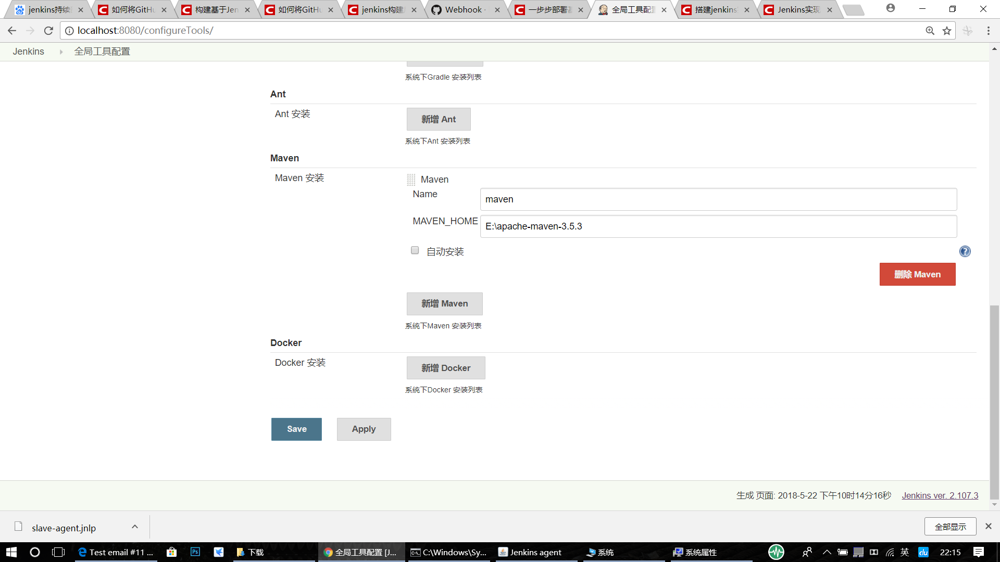 jenkins持续
如何将GitHu
构建基于Jen
如何将GitHu
jenkins构建
Webhook ·
一步步部署
全局工具配置
搭建jenkins
Jenkins实现
localhost:8080/configureTools/
Jenkins 全局工具配置
系统下Gradle 安装列表
Ant
Ant 安装
新增 Ant
系统下Ant 安装列表
Maven
Maven 安装
Maven
Name
maven
MAVEN_HOME
E:\apache-maven-3.5.3
自动安装
删除 Maven
新增 Maven
系统下Maven 安装列表
Docker
Docker 安装
新增 Docker
系统下Docker 安装列表
Save
Apply
生成 页面: 2018-5-22 下午10时14分16秒 Jenkins ver. 2.107.3
slave-agent.jnlp
全部显示
Test email #11 ...
Ps
下载
全局工具配置 [J...
C:\Windows\Sy...
Jenkins agent
系统
系统属性
英
du
22:15